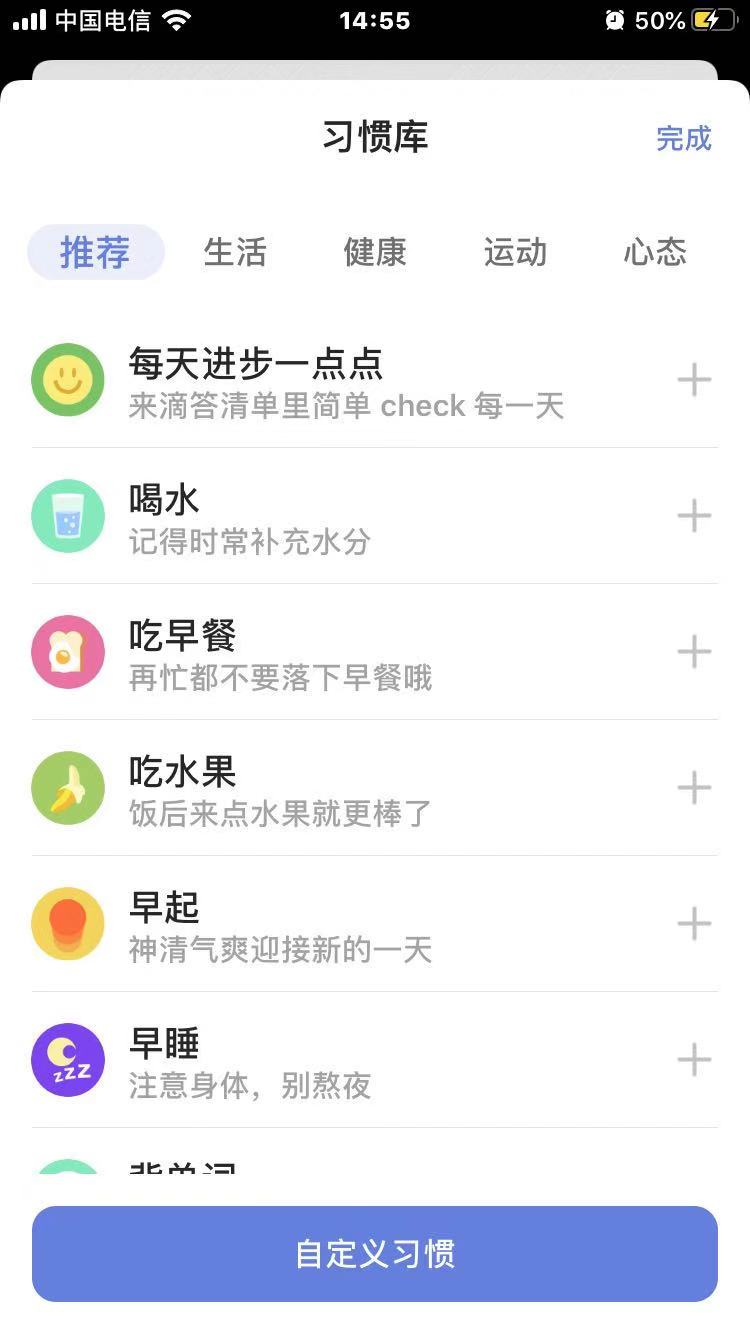 中国电信 14:55 50%
习惯库 完成
推荐 生活 健康 运动 心态
每天进步一点点
来滴答清单里简单 check 每一天
喝水
记得时常补充水分
吃早餐
再忙都不要落下早餐哦
吃水果
饭后来点水果就更棒了
早起
神清气爽迎接新的一天
zzz
早睡
注意身体，别熬夜
背单词
自定义习惯